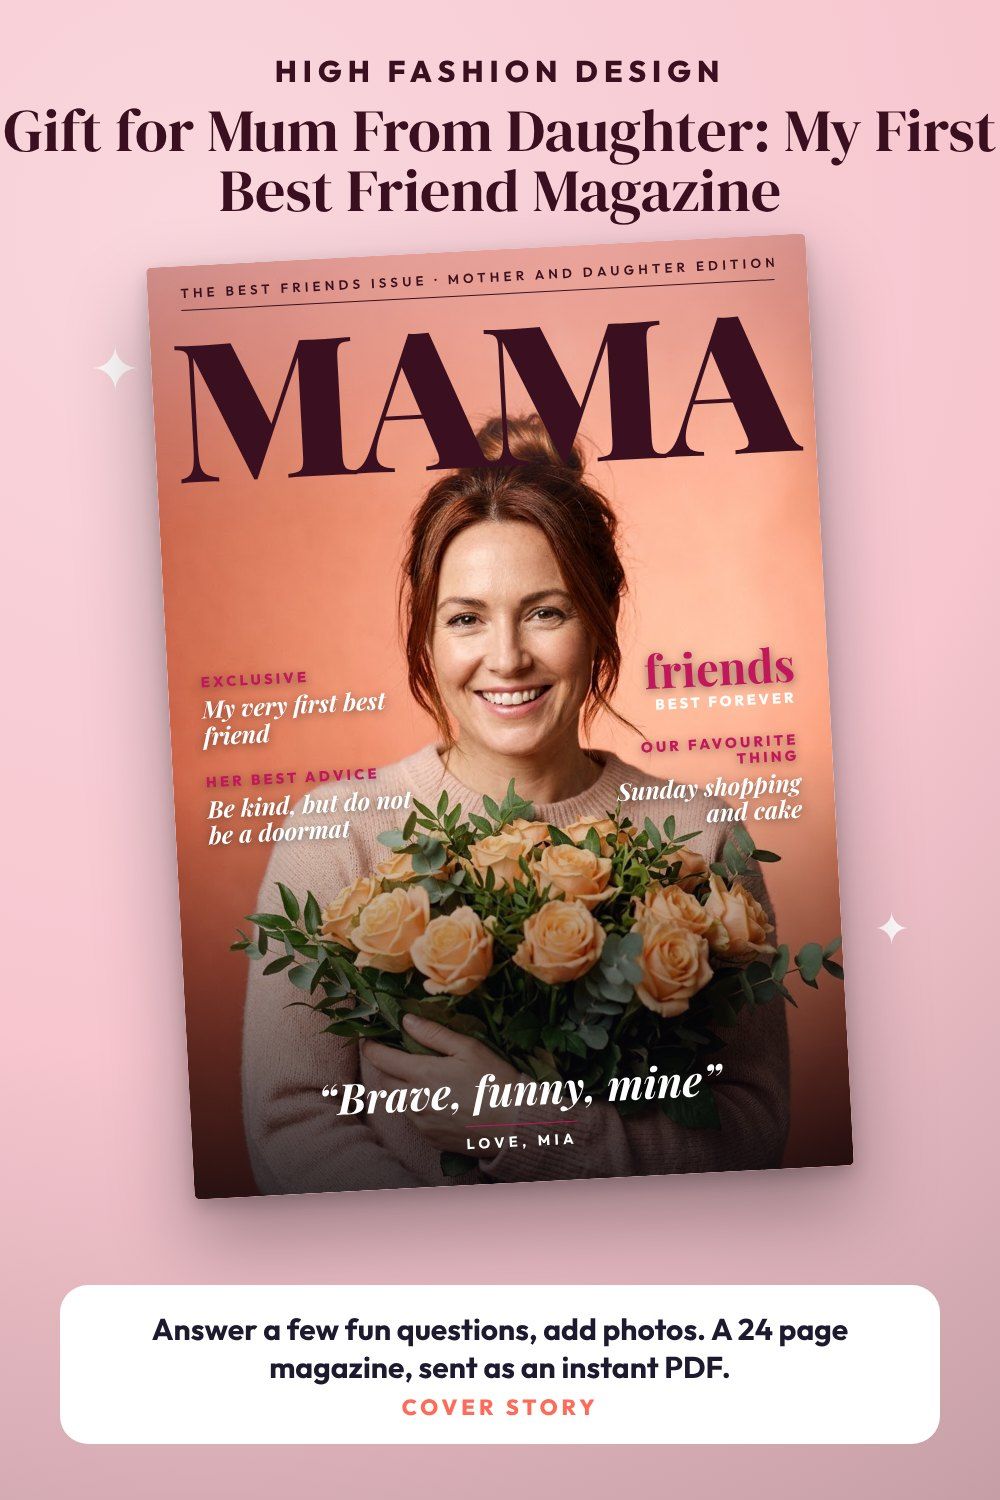 HIGH FASHION DESIGN
Gift for Mum From Daughter: My First
Best Friend Magazine
THE BEST FRIENDS ISSUE · MOTHER AND DAUGHTER EDITION
MAMA
EXCLUSIVE
My very first best
friend
HER BEST ADVICE
Be kind, but do not
be a doormat
friends
BEST FOREVER
OUR FAVOURITE
THING
Sunday shopping
and cake
“Brave, funny, mine”
LOVE, MIA
Answer a few fun questions, add photos. A 24 page
magazine, sent as an instant PDF.
COVER STORY